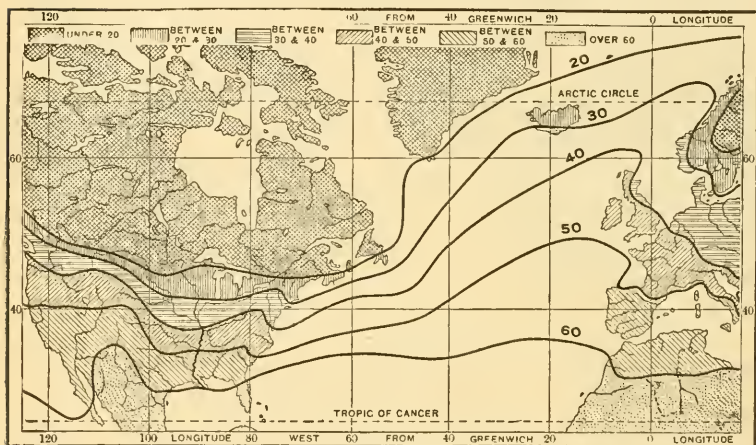 60 FROM 40 GREENWICH 20 0 LONGITUDE
120
UNDER 20 BETWEEN 20 & 30 BETWEEN 30 & 40 BETWEEN 40 & 50 BETWEEN 50 & 60 OVER 60
20
ARCTIC CIRCLE
30
60 60
40
50
40 40
60
TROPIC OF CANCER
120 100 LONGITUDE 80 WEST 60 FROM 40 GREENWICH 20 0 LONGITUDE